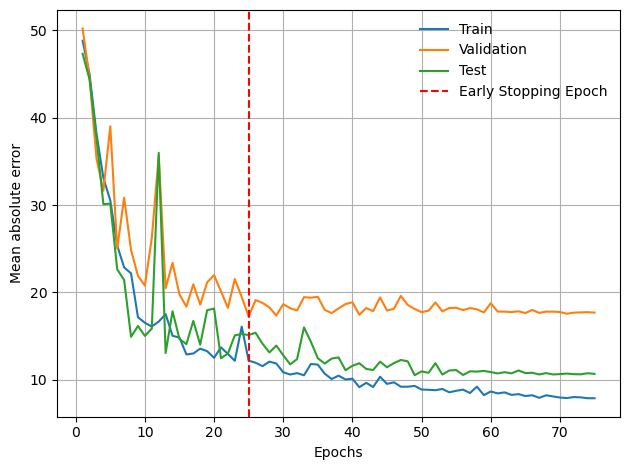 Train
Validation
Test
Early Stopping Epoch
Mean absolute error
50
40
30
20
10
0 10 20 30 40 50 60 70
Epochs